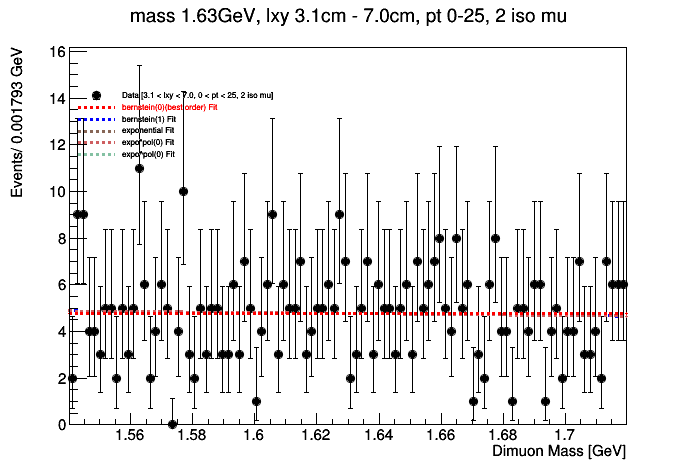 mass 1.63GeV, lxy 3.1cm - 7.0cm, pt 0-25, 2 iso mu
Events/ 0.001793 GeV
16
14
12
10
8
6
4
2
0
Data [3.1 < lxy < 7.0, 0 < pt < 25, 2 iso mu]
bernstein(0)(best order) Fit
bernstein(1) Fit
exponential Fit
expo*pol(0) Fit
expo*pol(0) Fit
1.56 1.58 1.6 1.62 1.64 1.66 1.68 1.7
Dimuon Mass [GeV]